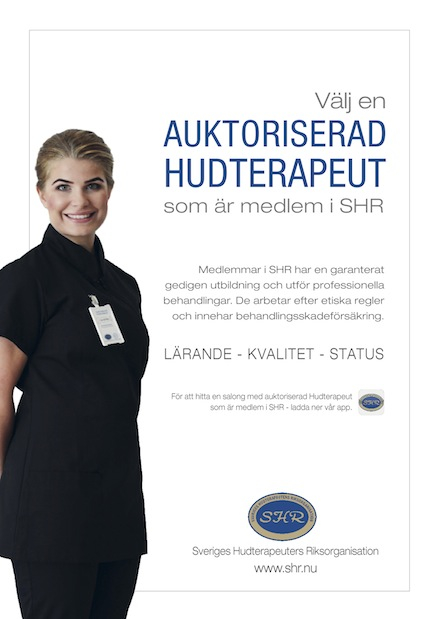 Välj en
AUKTORISERAD
HUDTERAPEUT
som är medlem i SHR
Medlemmar i SHR har en garanterat
gedigen utbildning och utför professionella
behandlingar. De arbetar efter etiska regler
och innehar behandlingsskadeförsäkring.
LÄRANDE - KVALITET - STATUS
För att hitta en salong med auktoriserad Hudterapeut
som är medlem i SHR - ladda ner vår app.
SHR
SHR
Sveriges Hudterapeuters Riksorganisation
www.shr.nu